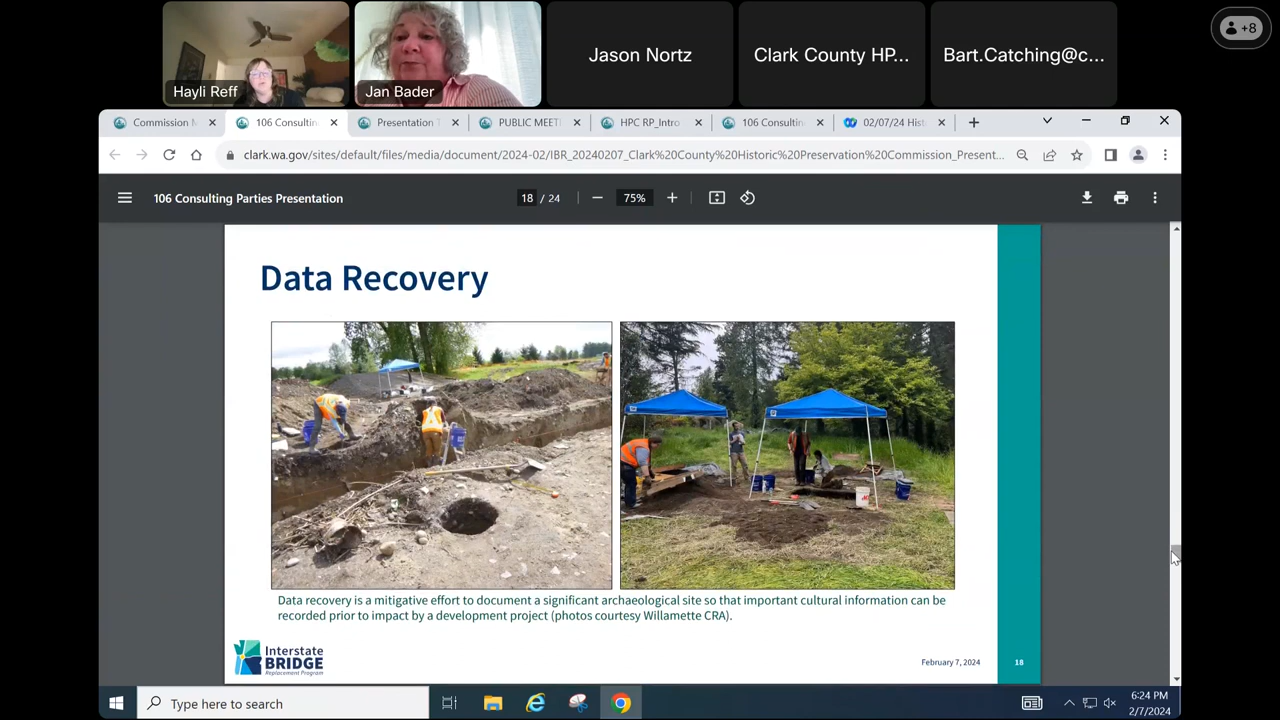 +8
Hayli Reff
Jan Bader
Jason Nortz
Clark County HP...
Bart.Catching@c...
Commission M
106 Consultin
Presentation T
PUBLIC MEET
HPC RP_Intro
106 Consultin
02/07/24 Hist
clark.wa.gov/sites/default/files/media/document/2024-02/IBR_20240207_Clark%20County%20Historic%20Preservation%20Commission_Present...
106 Consulting Parties Presentation
18 / 24
75%
Data Recovery
Data recovery is a mitigative effort to document a significant archaeological site so that important cultural information can be
recorded prior to impact by a development project (photos courtesy Willamette CRA).
Interstate
BRIDGE
Replacement Program
February 7, 2024
18
Type here to search
6:24 PM
2/7/2024